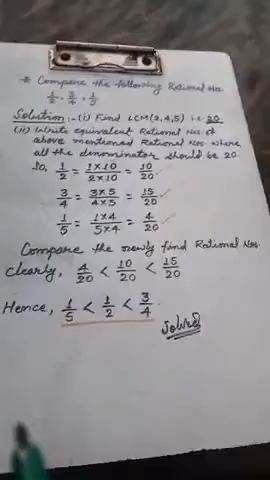 * Compare the following Rational Nos.
1/2, 3/4, 1/5
Solution:- (i) Find LCM(2,4,5) i.e. 20.
(ii) Write equivalent Rational Nos of
above mentioned Rational Nos. where
all the denominator should be 20.
So, 1/2 = 1×10/2×10 = 10/20
3/4 = 3×5/4×5 = 15/20
1/5 = 1×4/5×4 = 4/20
Compare the newly find Rational Nos.
Clearly, 4/20 < 10/20 < 15/20
Hence, 1/5 < 1/2 < 3/4.
Solved